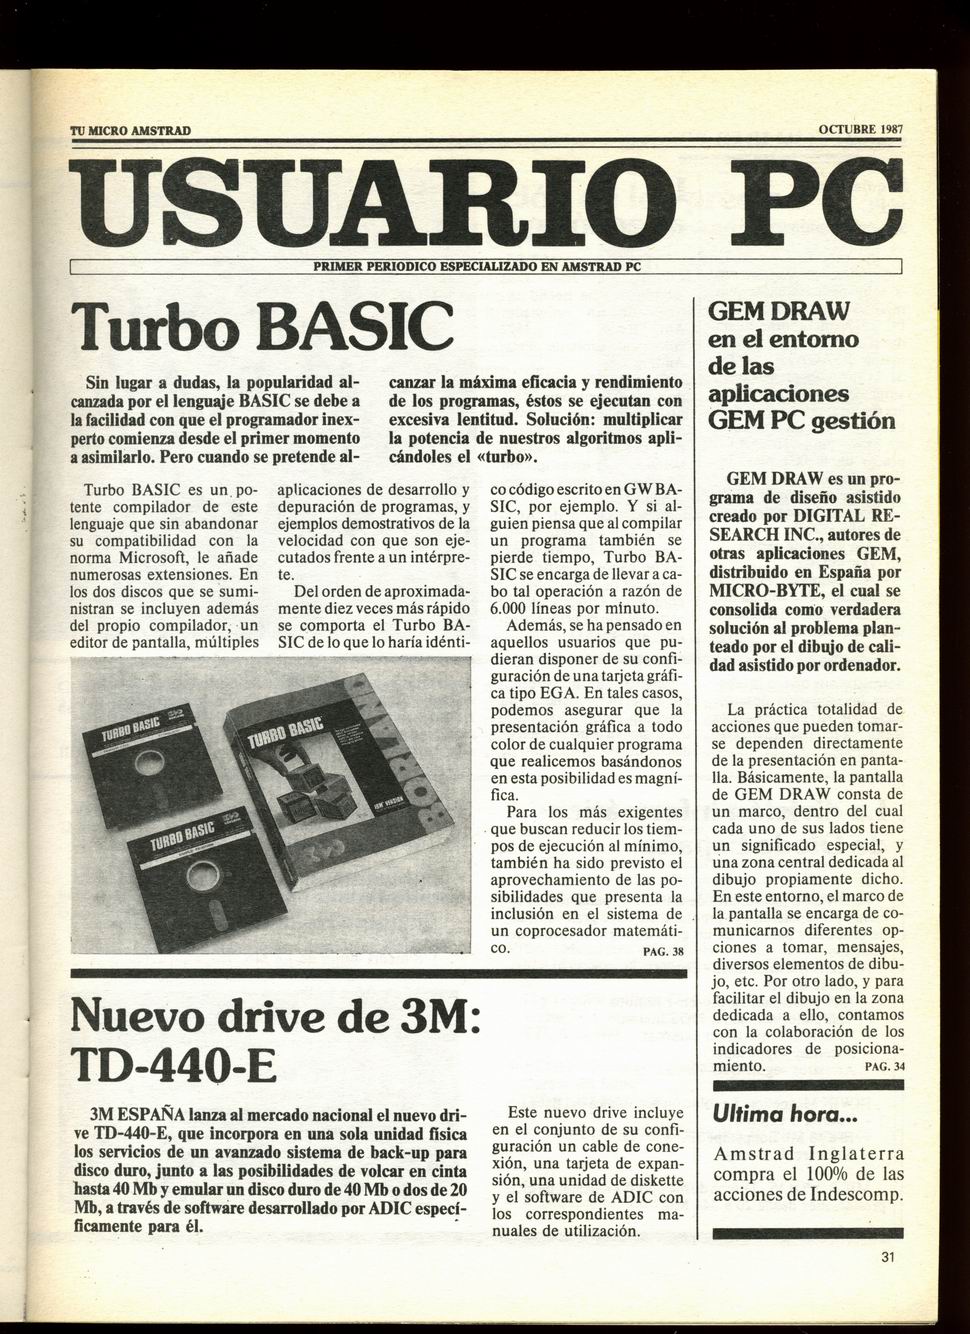 TU MICRO AMSTRAD
OCTUBRE 1987
USUARIO PC
PRIMER PERIODICO ESPECIALIZADO EN AMSTRAD PC
Turbo BASIC
Sin lugar a dudas, la popularidad al-
canzada por el lenguaje BASIC se debe a
la facilidad con que el programador inex-
perto comienza desde el primer momento
a asimilarlo. Pero cuando se pretende al-
canzar la máxima eficacia y rendimiento
de los programas, éstos se ejecutan con
excesiva lentitud. Solución: multiplicar
la potencia de nuestros algoritmos apli-
cándoles el «turbo».
Turbo BASIC es un po-
tente compilador de este
lenguaje que sin abandonar
su compatibilidad con la
norma Microsoft, le añade
numerosas extensiones. En
los dos discos que se sumi-
nistran se incluyen además
del propio compilador, un
editor de pantalla, múltiples
aplicaciones de desarrollo y
depuración de programas, y
ejemplos demostrativos de la
velocidad con que son eje-
cutados frente a un intérpre-
te.
Del orden de aproximada-
mente diez veces más rápido
se comporta el Turbo BA-
SIC de lo que lo haría idénti-
co código escrito en GWBA-
SIC, por ejemplo. Y si al-
guien piensa que al compilar
un programa también se
pierde tiempo, Turbo BA-
SIC se encarga de llevar a ca-
bo tal operación a razón de
6.000 líneas por minuto.
Además, se ha pensado en
aquellos usuarios que pu-
dieran disponer de su confi-
guración de una tarjeta gráfi-
ca tipo EGA. En tales casos,
podemos asegurar que la
presentación gráfica a todo
color de cualquier programa
que realicemos basándonos
en esta posibilidad es magní-
fica.
Para los más exigentes
que buscan reducir los tiem-
pos de ejecución al mínimo,
también ha sido previsto el
aprovechamiento de las po-
sibilidades que presenta la
inclusión en el sistema de
un coprocesador matemáti-
co.
PAG. 38
TURBO BASIC
TURBO BASIC
TURBO BASIC
BORLAND
IBM VERSION
Nuevo drive de 3M:
TD-440-E
3M ESPAÑA lanza al mercado nacional el nuevo dri-
ve TD-440-E, que incorpora en una sola unidad física
los servicios de un avanzado sistema de back-up para
disco duro, junto a las posibilidades de volcar en cinta
hasta 40 Mb y emular un disco duro de 40 Mb o dos de 20
Mb, a través de software desarrollado por ADIC especí-
ficamente para él.
Este nuevo drive incluye
en el conjunto de su confi-
guración un cable de cone-
xión, una tarjeta de expan-
sión, una unidad de diskette
y el software de ADIC con
los correspondientes ma-
nuales de utilización.
GEM DRAW
en el entorno
de las
aplicaciones
GEM PC gestión
GEM DRAW es un pro-
grama de diseño asistido
creado por DIGITAL RE-
SEARCH INC., autores de
otras aplicaciones GEM,
distribuido en España por
MICRO-BYTE, el cual se
consolida como verdadera
solución al problema plan-
teado por el dibujo de cali-
dad asistido por ordenador.
La práctica totalidad de
acciones que pueden tomar-
se dependen directamente
de la presentación en panta-
lla. Básicamente, la pantalla
de GEM DRAW consta de
un marco, dentro del cual
cada uno de sus lados tiene
un significado especial, y
una zona central dedicada al
dibujo propiamente dicho.
En este entorno, el marco de
la pantalla se encarga de co-
municarnos diferentes op-
ciones a tomar, mensajes,
diversos elementos de dibu-
jo, etc. Por otro lado, y para
facilitar el dibujo en la zona
dedicada a ello, contamos
con la colaboración de los
indicadores de posiciona-
miento.
PAG. 34
Ultima hora...
Amstrad Inglaterra
compra el 100% de las
acciones de Indescomp.
31